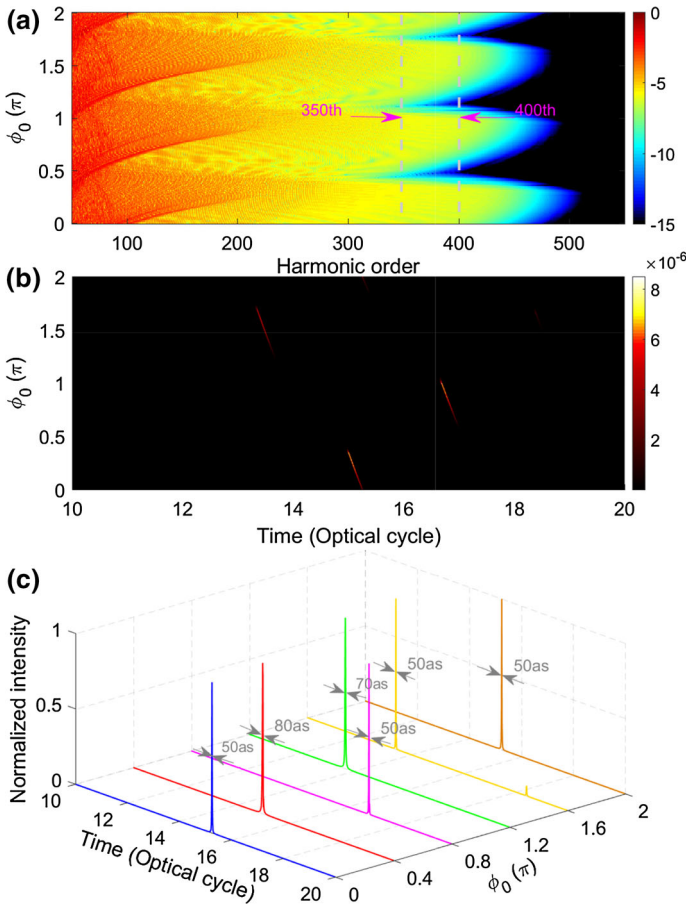 (a)
2
1.5
1
0.5
0
ϕ0 (π)
350th
400th
100
200
300
400
500
Harmonic order
0
-5
-10
-15
(b)
2
1.5
1
0.5
0
ϕ0 (π)
10
12
14
16
18
20
Time (Optical cycle)
×10-6
8
6
4
2
(c)
1
0.5
0
Normalized intensity
10
12
14
16
18
20
Time (Optical cycle)
0
0.4
0.8
1.2
1.6
2
ϕ0 (π)
50as
80as
70as
50as
50as
50as